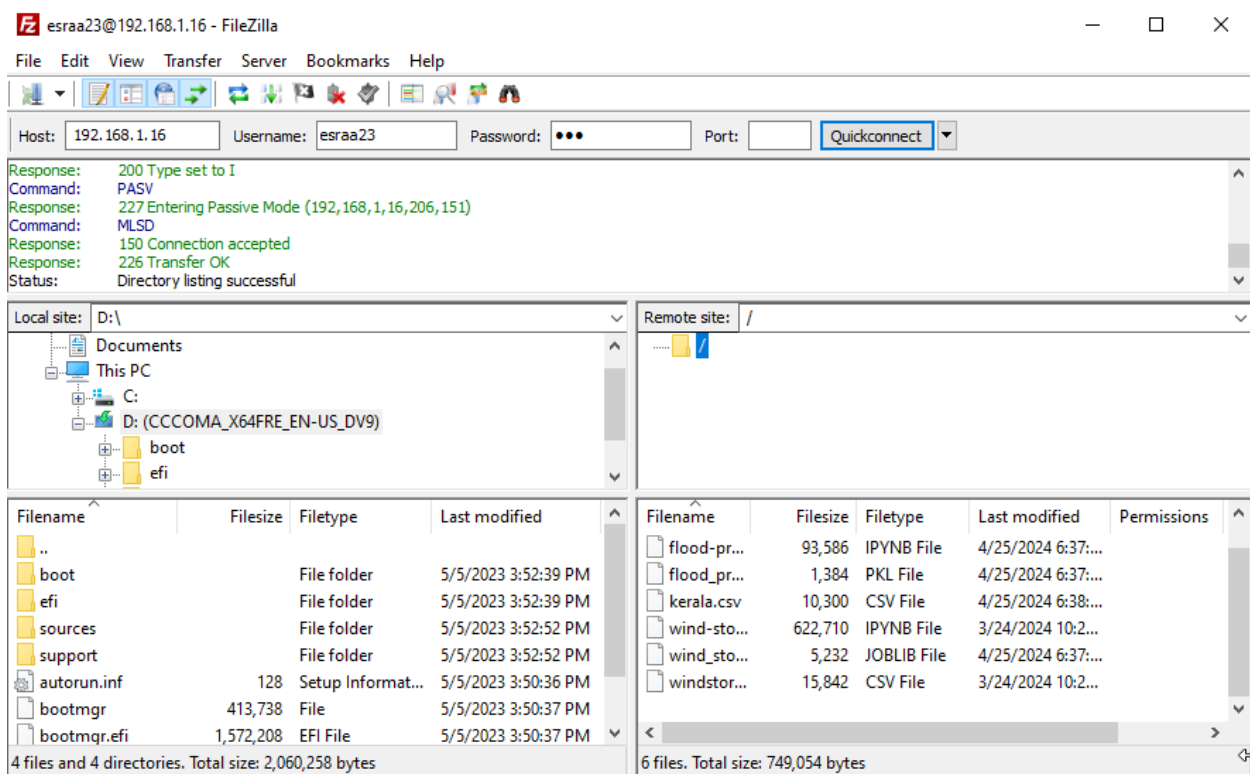 esraa23@192.168.1.16 - FileZilla
File Edit View Transfer Server Bookmarks Help
Host: 192.168.1.16 Username: esraa23 Password: ●●● Port: Quickconnect
Response: 200 Type set to I
Command: PASV
Response: 227 Entering Passive Mode (192,168,1,16,206,151)
Command: MLSD
Response: 150 Connection accepted
Response: 226 Transfer OK
Status: Directory listing successful
Local site: D:\
Documents
This PC
C:
D: (CCCOMA_X64FRE_EN-US_DV9)
boot
efi
Remote site: /
/
Filename Filesize Filetype Last modified
..
boot File folder 5/5/2023 3:52:39 PM
efi File folder 5/5/2023 3:52:39 PM
sources File folder 5/5/2023 3:52:52 PM
support File folder 5/5/2023 3:52:52 PM
autorun.inf 128 Setup Informat... 5/5/2023 3:50:36 PM
bootmgr 413,738 File 5/5/2023 3:50:37 PM
bootmgr.efi 1,572,208 EFI File 5/5/2023 3:50:37 PM
4 files and 4 directories. Total size: 2,060,258 bytes
Filename Filesize Filetype Last modified Permissions
flood-pr... 93,586 IPYNB File 4/25/2024 6:37:...
flood_pr... 1,384 PKL File 4/25/2024 6:37:...
kerala.csv 10,300 CSV File 4/25/2024 6:38:...
wind-sto... 622,710 IPYNB File 3/24/2024 10:2...
wind_sto... 5,232 JOBLIB File 4/25/2024 6:37:...
windstor... 15,842 CSV File 3/24/2024 10:2...
6 files. Total size: 749,054 bytes